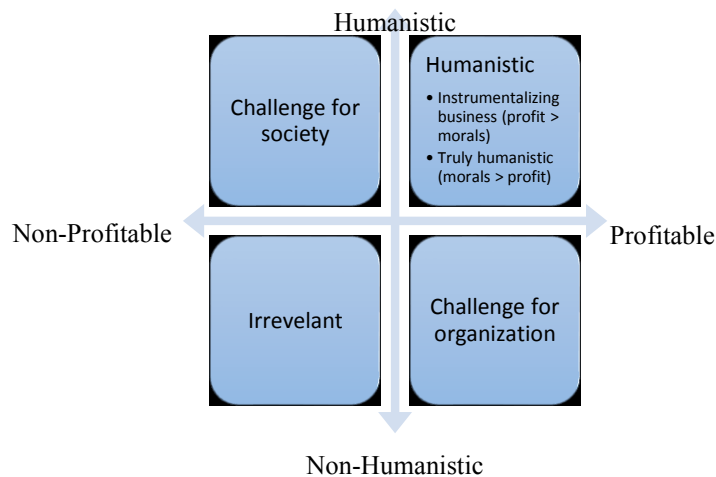 Humanistic
Challenge for
society
Humanistic
• Instrumentalizing
business (profit >
morals)
• Truly humanistic
(morals > profit)
Non-Profitable
Profitable
Irrevelant
Challenge for
organization
Non-Humanistic